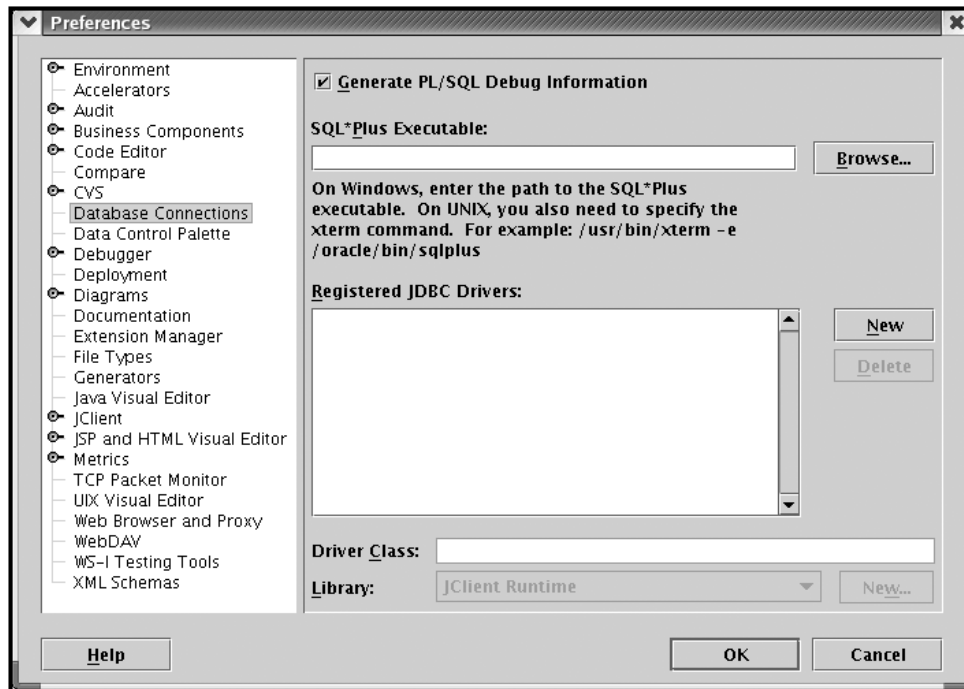 Preferences
Environment
Accelerators
Audit
Business Components
Code Editor
Compare
CVS
Database Connections
Data Control Palette
Debugger
Deployment
Diagrams
Documentation
Extension Manager
File Types
Generators
Java Visual Editor
JClient
JSP and HTML Visual Editor
Metrics
TCP Packet Monitor
UIX Visual Editor
Web Browser and Proxy
WebDAV
WS-I Testing Tools
XML Schemas
Generate PL/SQL Debug Information
SQL*Plus Executable:
Browse...
On Windows, enter the path to the SQL*Plus
executable. On UNIX, you also need to specify the
xterm command. For example: /usr/bin/xterm -e
/oracle/bin/sqlplus
Registered JDBC Drivers:
New
Delete
Driver Class:
Library: JClient Runtime New...
Help OK Cancel